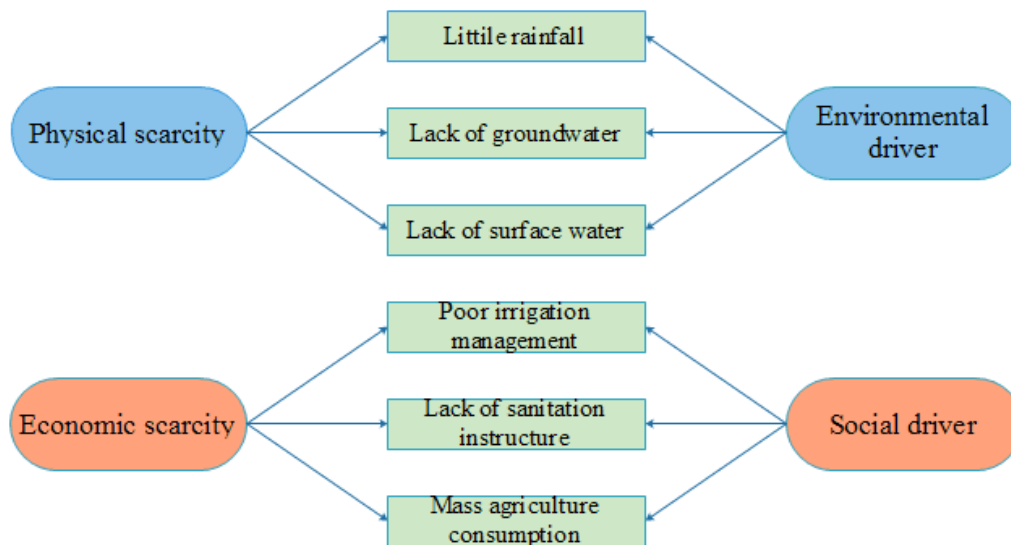 Littile rainfall
Physical scarcity
Lack of groundwater
Environmental
driver
Lack of surface water
Poor irrigation
management
Economic scarcity
Lack of sanitation
instructure
Social driver
Mass agriculture
consumption